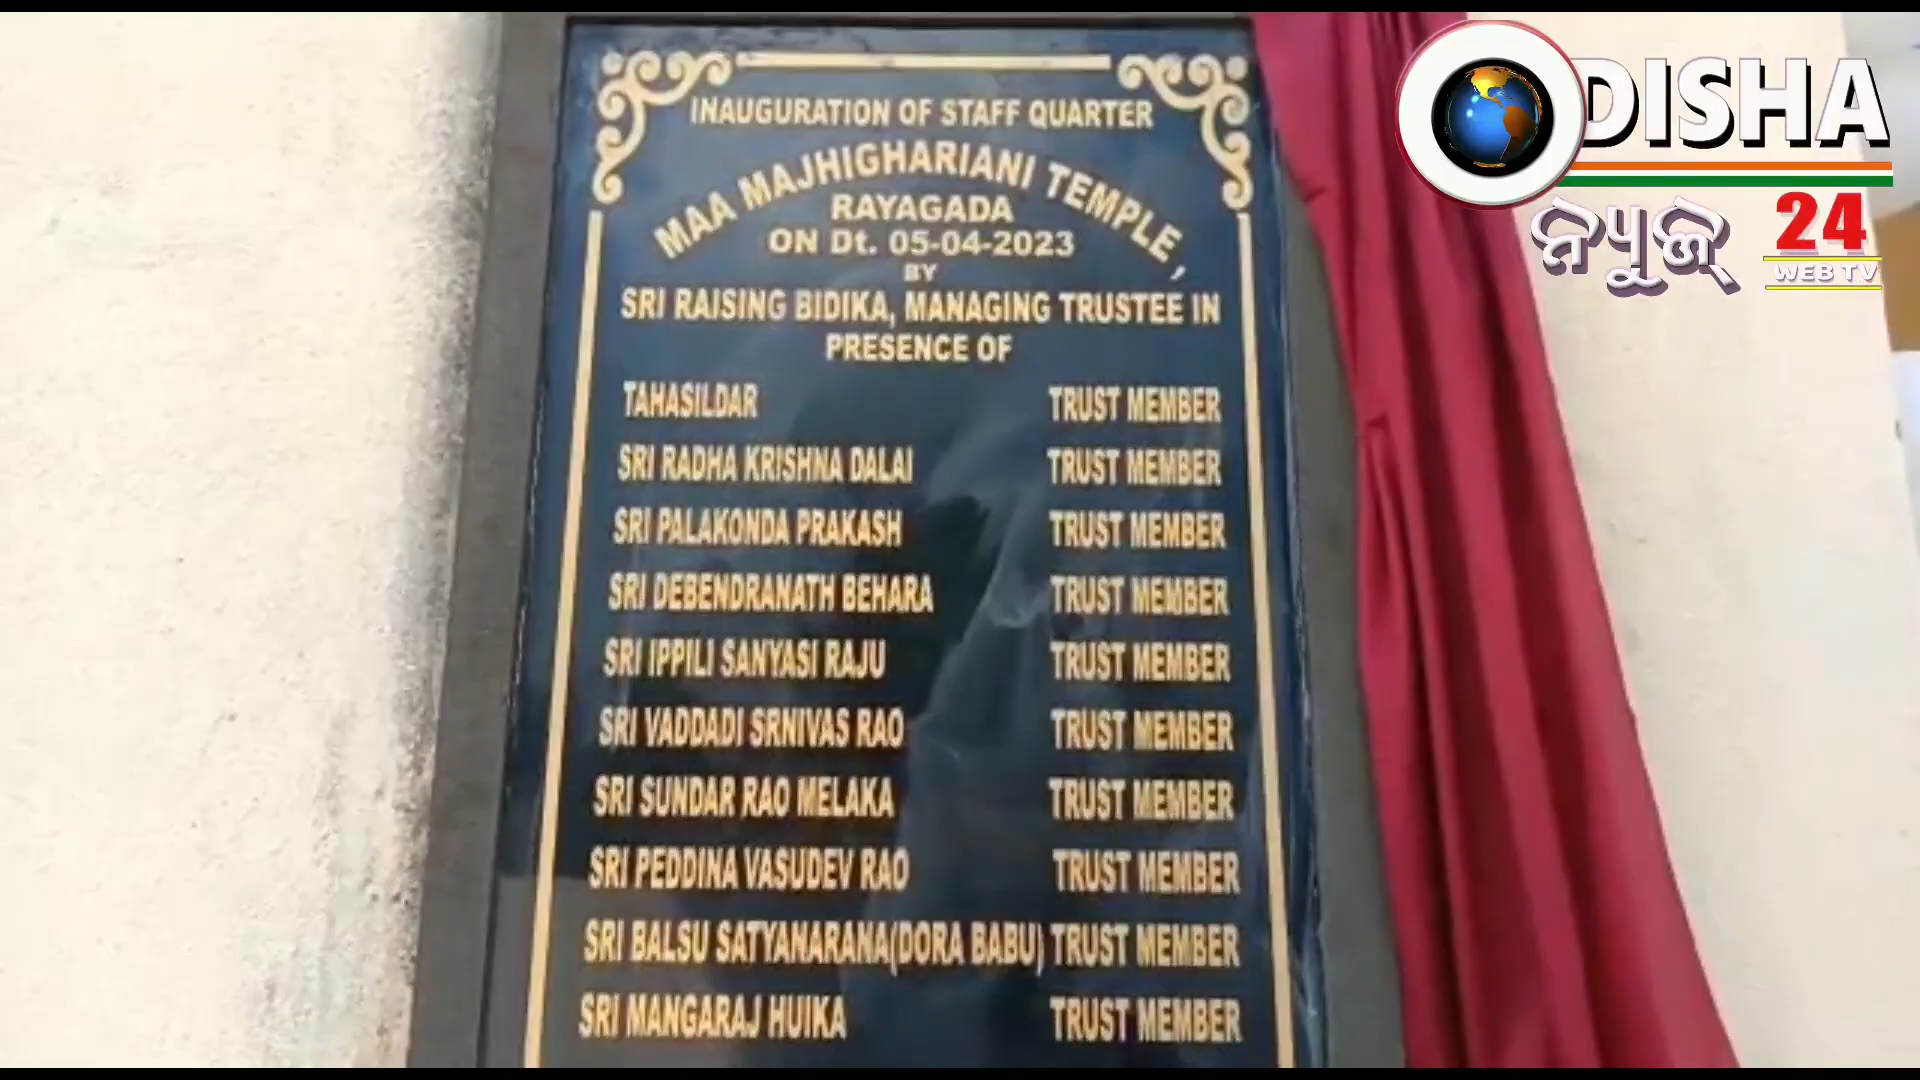 INAUGURATION OF STAFF QUARTER
MAA MAJHIGHARIANI TEMPLE,
RAYAGADA
ON Dt. 05-04-2023
BY
SRI RAISING BIDIKA, MANAGING TRUSTEE IN
PRESENCE OF
TAHASILDAR TRUST MEMBER
SRI RADHA KRISHNA DALAI TRUST MEMBER
SRI PALAKONDA PRAKASH TRUST MEMBER
SRI DEBENDRANATH BEHARA TRUST MEMBER
SRI IPPILI SANYASI RAJU TRUST MEMBER
SRI VADDADI SRNIVAS RAO TRUST MEMBER
SRI SUNDAR RAO MELAKA TRUST MEMBER
SRI PEDDINA VASUDEV RAO TRUST MEMBER
SRI BALSU SATYANARANA(DORA BABU) TRUST MEMBER
SRI MANGARAJ HUIKA TRUST MEMBER
ODISHA
ନ୍ୟୁଜ୍ 24
WEB TV